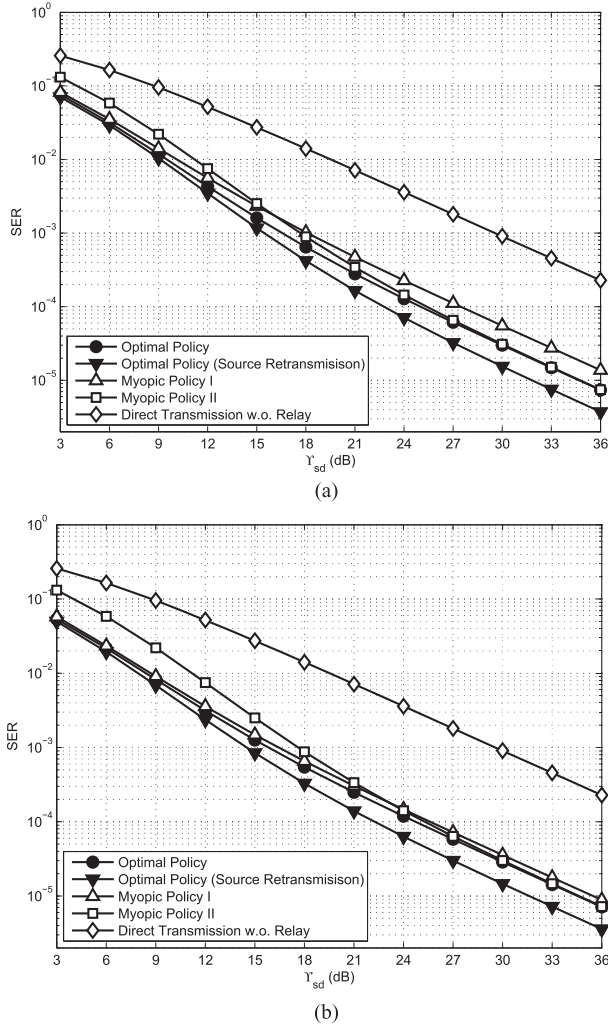 10^0
10^-1
10^-2
10^-3
10^-4
10^-5
SER
Optimal Policy
Optimal Policy (Source Retransmisison)
Myopic Policy I
Myopic Policy II
Direct Transmission w.o. Relay
3 6 9 12 15 18 21 24 27 30 33 36
ϒsd (dB)
(a)
10^0
10^-1
10^-2
10^-3
10^-4
10^-5
SER
Optimal Policy
Optimal Policy (Source Retransmisison)
Myopic Policy I
Myopic Policy II
Direct Transmission w.o. Relay
3 6 9 12 15 18 21 24 27 30 33 36
ϒsd (dB)
(b)